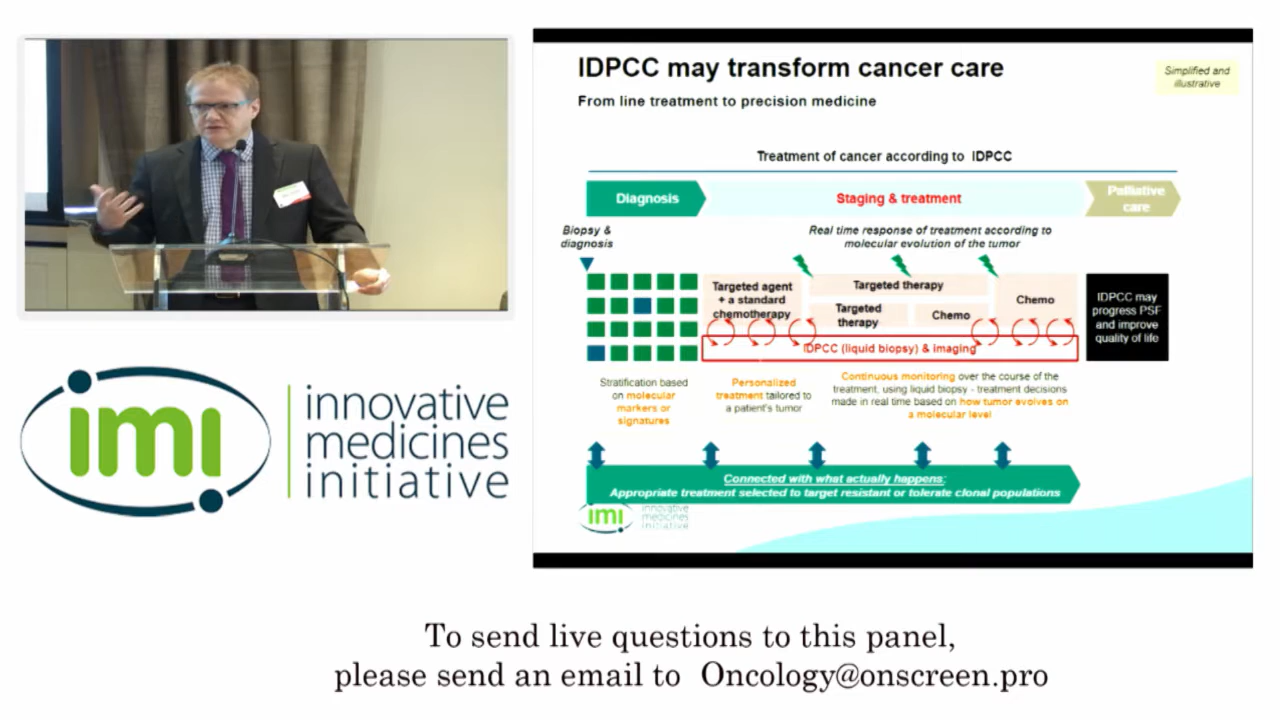 IDPCC may transform cancer care
From line treatment to precision medicine
Simplified and
illustrative
Treatment of cancer according to IDPCC
Diagnosis
Staging & treatment
Palliative
care
Biopsy &
diagnosis
Real time response of treatment according to
molecular evolution of the tumor
Targeted agent
+ a standard
chemotherapy
Targeted therapy
Targeted
therapy
Chemo
Chemo
IDPCC (liquid biopsy) & imaging
IDPCC may
progress PSF
and improve
quality of life
Stratification based
on molecular
markers or
signatures
Personalized
treatment tailored to
a patient's tumor
Continuous monitoring over the course of the
treatment, using liquid biopsy - treatment decisions
made in real time based on how tumor evolves on
a molecular level
Connected with what actually happens:
Appropriate treatment selected to target resistant or tolerate clonal populations
imi
innovative
medicines
initiative
imi
innovative
medicines
initiative
To send live questions to this panel,
please send an email to Oncology@onscreen.pro